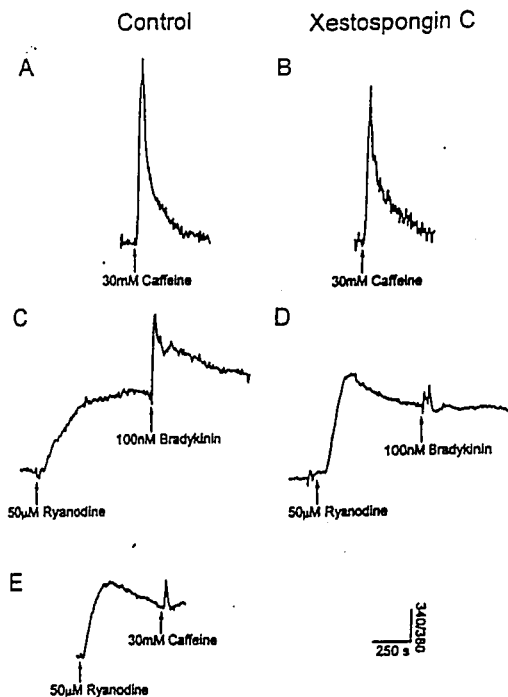 Control
Xestospongin C
A
B
30mM Caffeine
30mM Caffeine
C
D
100nM Bradykinin
100nM Bradykinin
50µM Ryanodine
50µM Ryanodine
E
30mM Caffeine
340/380
250 s
50µM Ryanodine